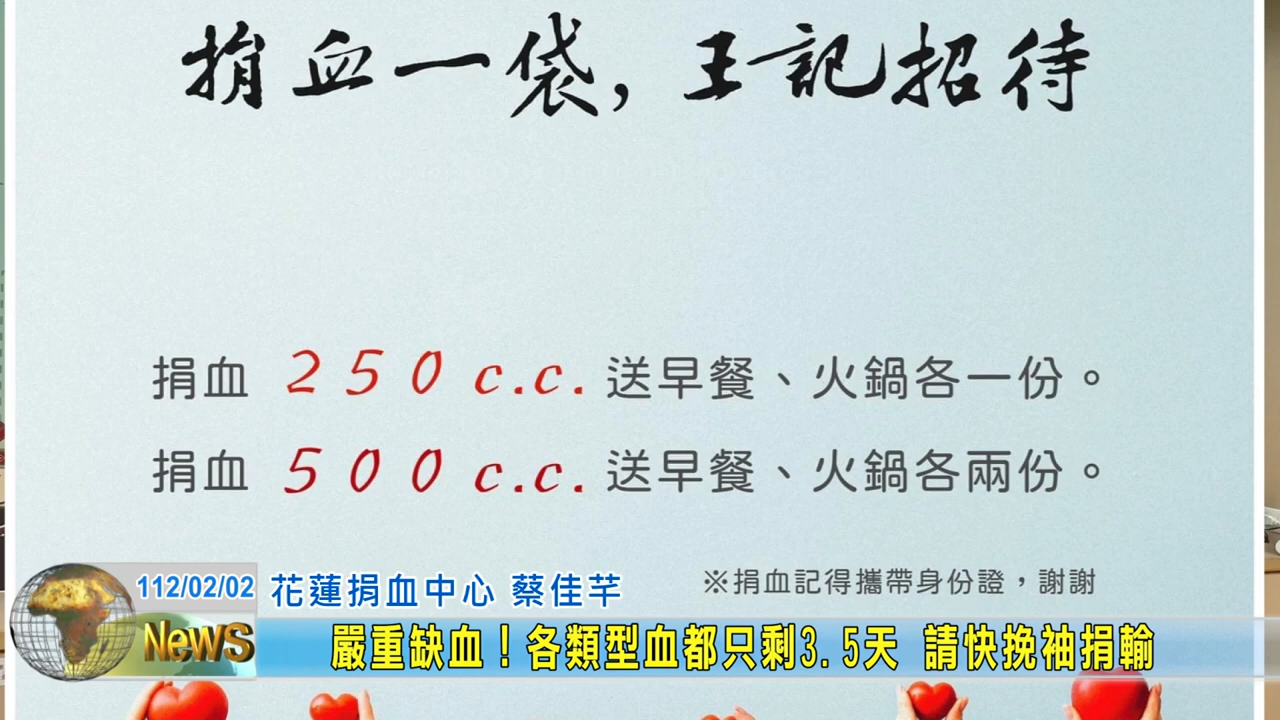 捐血一袋，王記招待
捐血 250c.c. 送早餐、火鍋各一份。
捐血 500c.c. 送早餐、火鍋各兩份。
※捐血記得攜帶身份證，謝謝
112/02/02 花蓮捐血中心 蔡佳芊
NewS 嚴重缺血！各類型血都只剩3.5天 請快挽袖捐輸